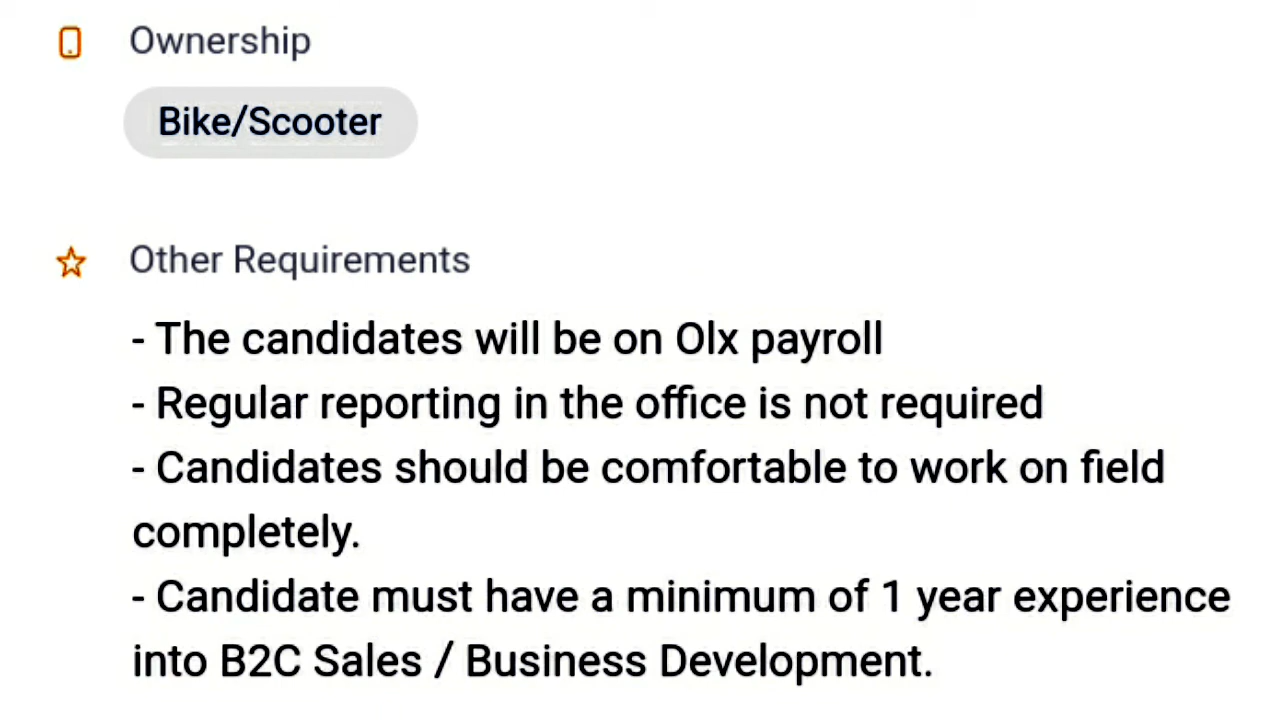 Ownership
Bike/Scooter
Other Requirements
- The candidates will be on Olx payroll
- Regular reporting in the office is not required
- Candidates should be comfortable to work on field
completely.
- Candidate must have a minimum of 1 year experience
into B2C Sales / Business Development.